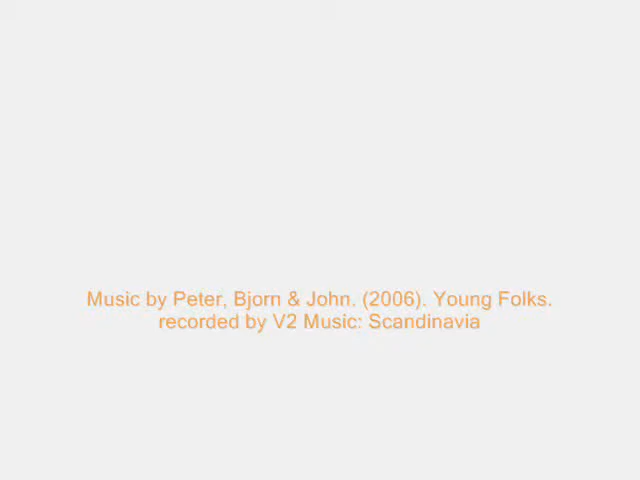 Music by Peter, Bjorn & John. (2006). Young Folks.
recorded by V2 Music: Scandinavia